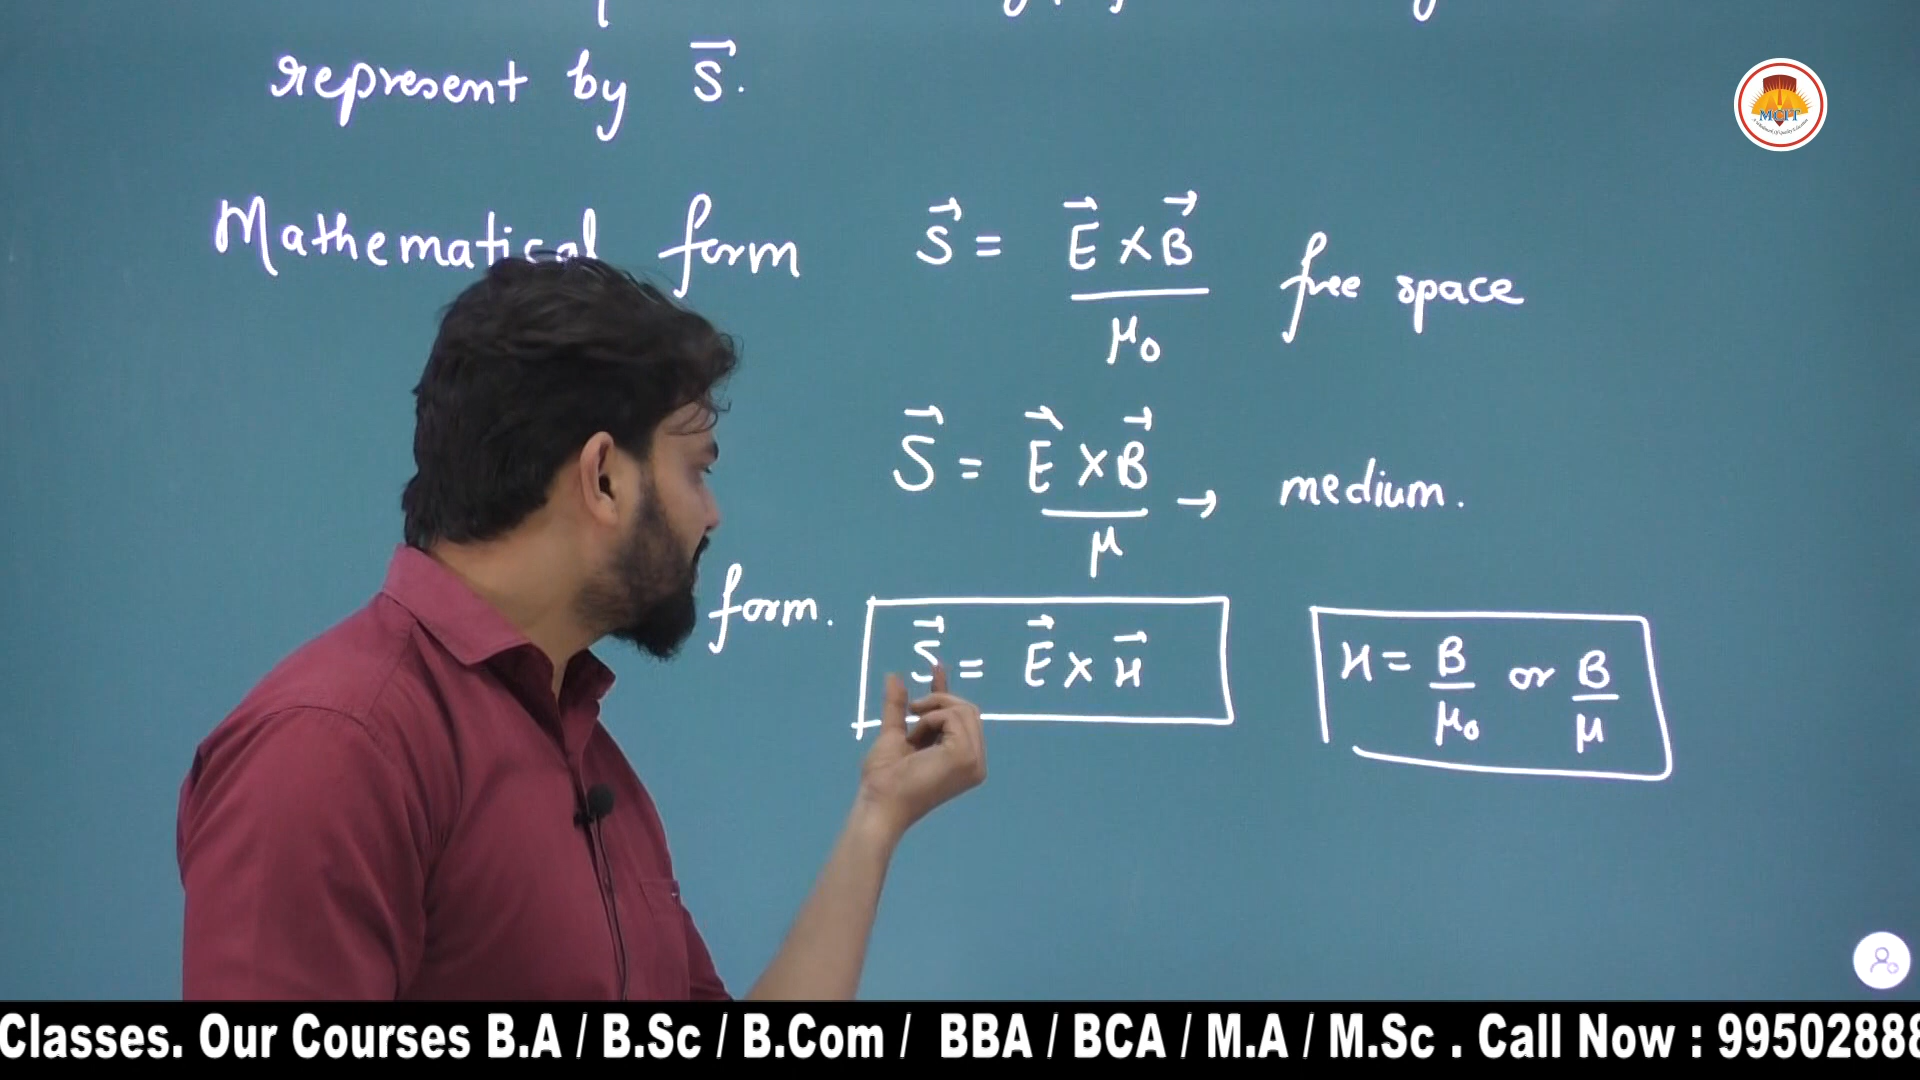 represent by S⃗.
MCPT
Mathematical form S⃗ = E⃗ × B⃗ / μ₀ free space
S⃗ = E⃗ × B⃗ / μ → medium.
form. S⃗ = E⃗ × H⃗
H = B / μ₀ or B / μ
Classes. Our Courses B.A / B.Sc / B.Com / BBA / BCA / M.A / M.Sc . Call Now : 99502888